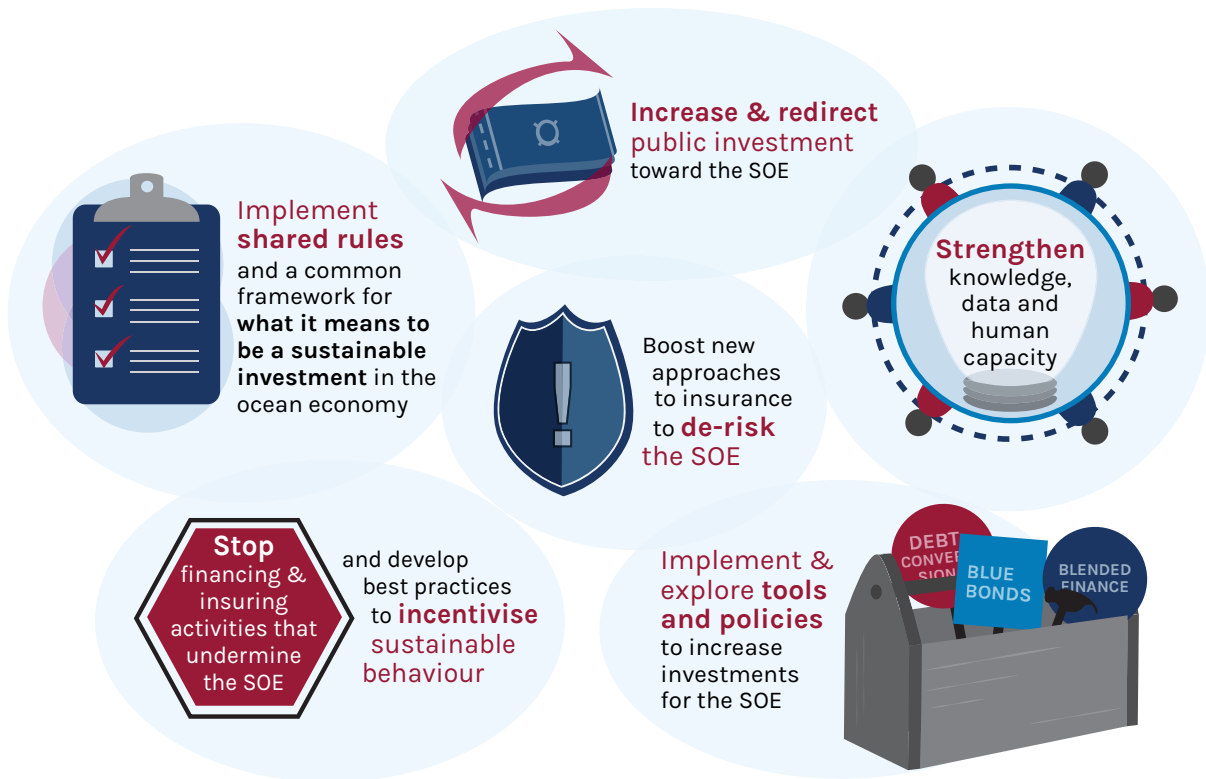 Increase & redirect
public investment
toward the SOE
Implement
shared rules
and a common
framework for
what it means to
be a sustainable
investment in the
ocean economy
Strengthen
knowledge,
data and
human
capacity
Boost new
approaches
to insurance
to de-risk
the SOE
Stop
financing &
insuring
activities that
undermine
the SOE
and develop
best practices
to incentivise
sustainable
behaviour
Implement &
explore tools
and policies
to increase
investments
for the SOE
DEBT
CONVER
SION
BLUE
BONDS
BLENDED
FINANCE